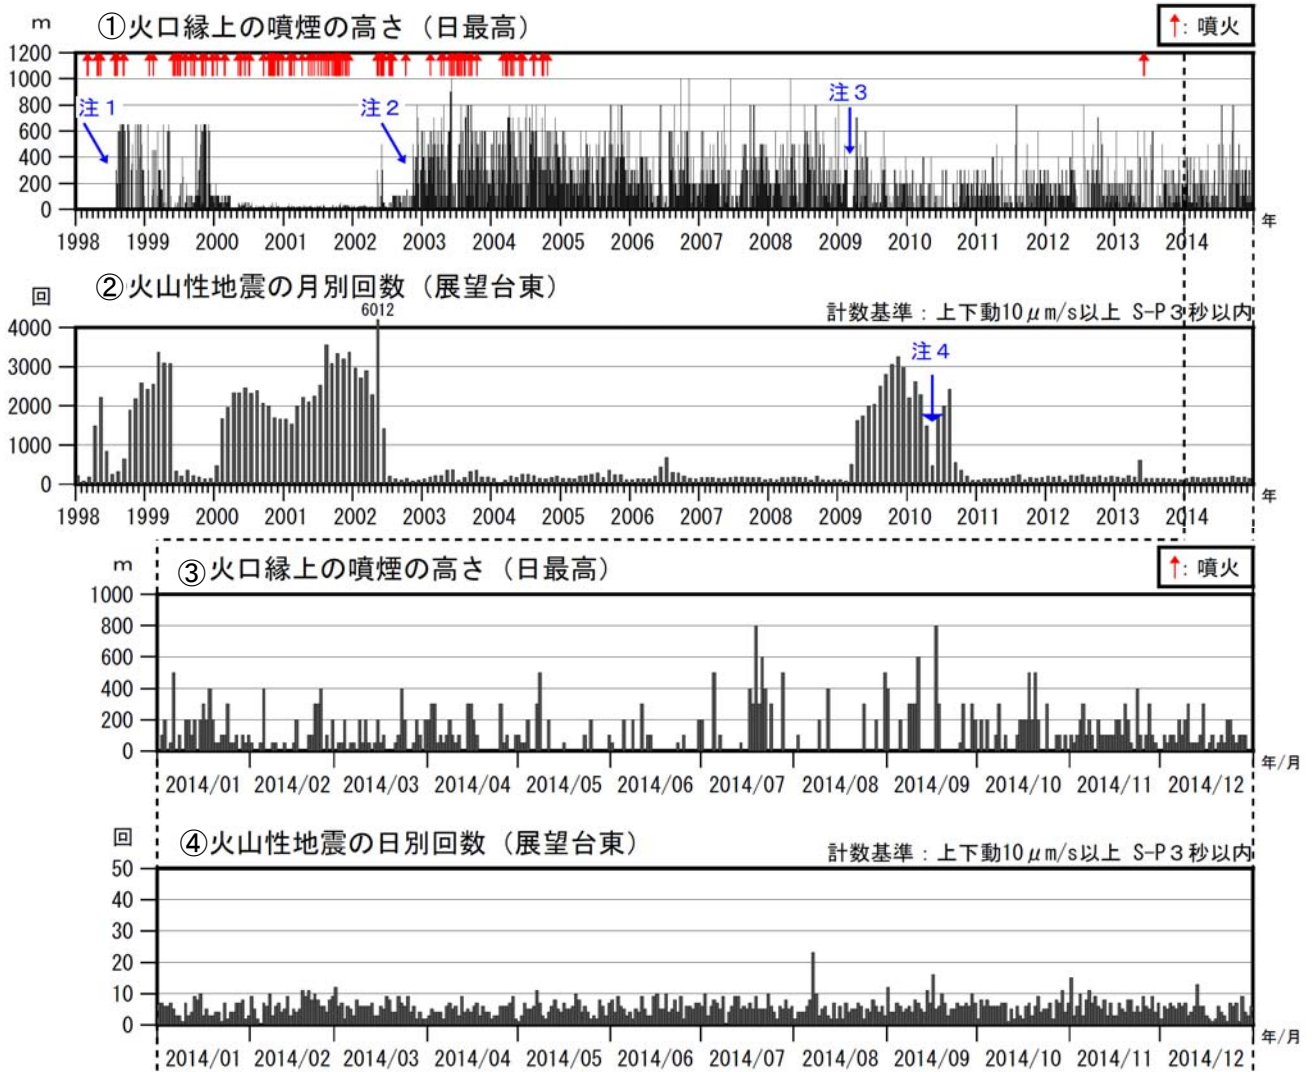 m ①火口縁上の噴煙の高さ（日最高） ↑: 噴火
1200
1000
800
600
400
200
0
注1 注2 注3
1998 1999 2000 2001 2002 2003 2004 2005 2006 2007 2008 2009 2010 2011 2012 2013 2014 年
回 ②火山性地震の月別回数（展望台東）
6012
計数基準：上下動10μm/s以上 S-P3秒以内
4000
3000
2000
1000
0
注4
1998 1999 2000 2001 2002 2003 2004 2005 2006 2007 2008 2009 2010 2011 2012 2013 2014 年
m ③火口縁上の噴煙の高さ（日最高） ↑: 噴火
1000
800
600
400
200
0
2014/01 2014/02 2014/03 2014/04 2014/05 2014/06 2014/07 2014/08 2014/09 2014/10 2014/11 2014/12 年/月
回 ④火山性地震の日別回数（展望台東） 計数基準：上下動10μm/s以上 S-P3秒以内
50
40
30
20
10
0
2014/01 2014/02 2014/03 2014/04 2014/05 2014/06 2014/07 2014/08 2014/09 2014/10 2014/11 2014/12 年/月